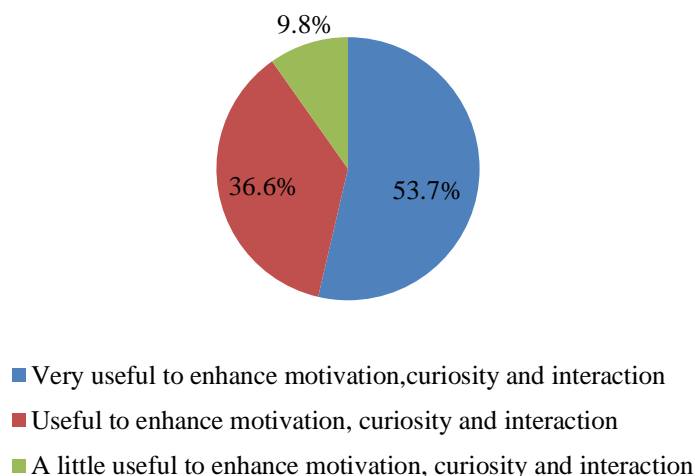 9.8%
36.6%
53.7%
Very useful to enhance motivation,curiosity and interaction
Useful to enhance motivation, curiosity and interaction
A little useful to enhance motivation, curiosity and interaction